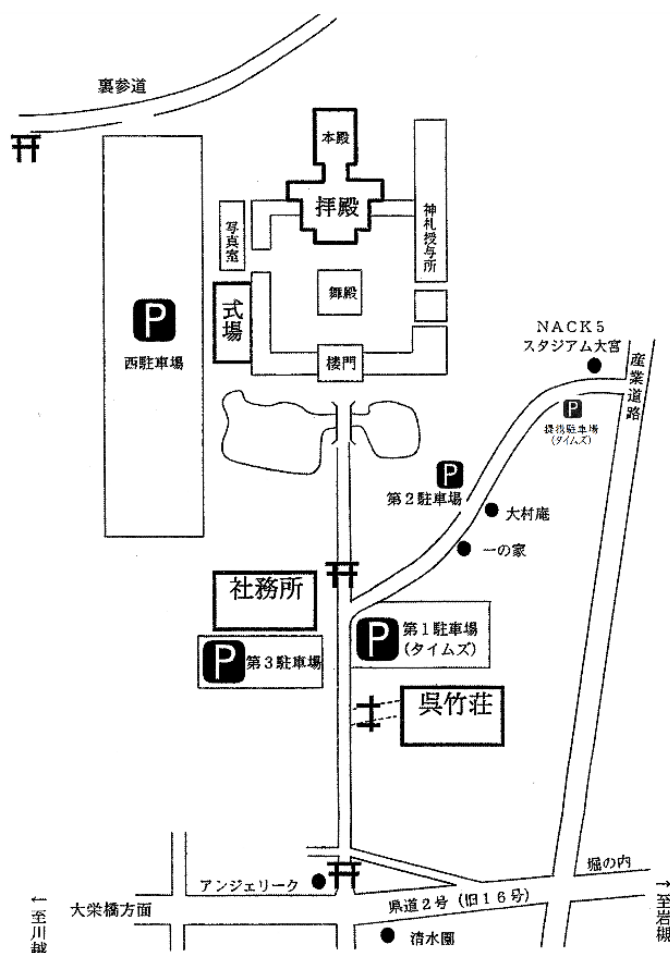 裏参道
本殿
拝殿
神札授与所
写真室
式場
舞殿
楼門
P
西駐車場
NACK5
スタジアム大宮
産業道路
P
提携駐車場
(タイムズ)
P
第2駐車場
大村庵
一の家
社務所
P 第3駐車場
P 第1駐車場
(タイムズ)
呉竹荘
アンジェリーク
堀の内
大栄橋方面
県道2号(旧16号)
清水園
←至川越
←至岩槻